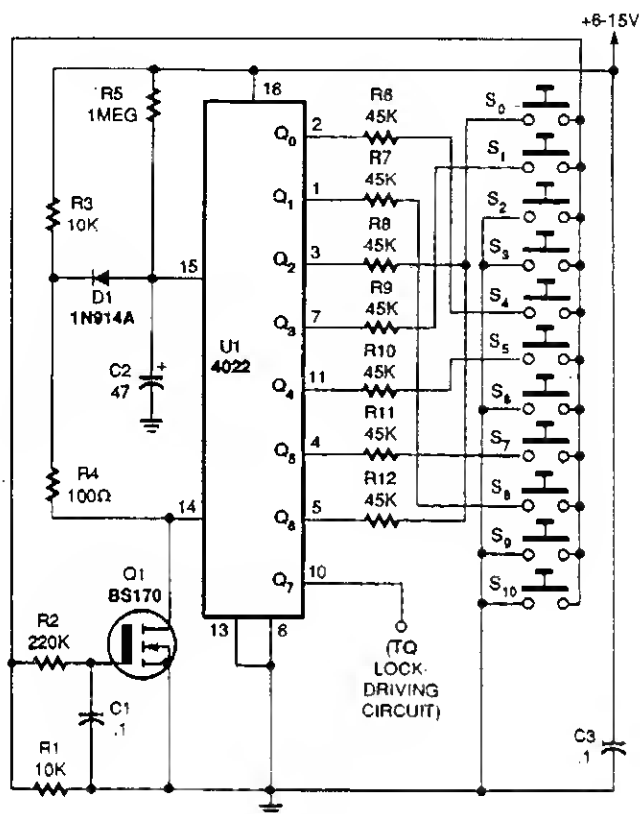 +6-15V
R5
1MEG
16
R6
45K
S0
Q0
2
R7
45K
S1
Q1
1
R8
45K
S2
R3
10K
Q2
3
S3
15
R9
45K
D1
1N914A
Q3
7
S4
U1
4022
R10
45K
S5
C2
47
+
Q4
11
R11
45K
S6
Q5
4
S7
R4
100Ω
R12
45K
14
Q6
5
S8
Q1
BS170
Q7
10
S9
13
8
S10
R2
220K
(TO
LOCK-
DRIVING
CIRCUIT)
C1
.1
C3
.1
R1
10K